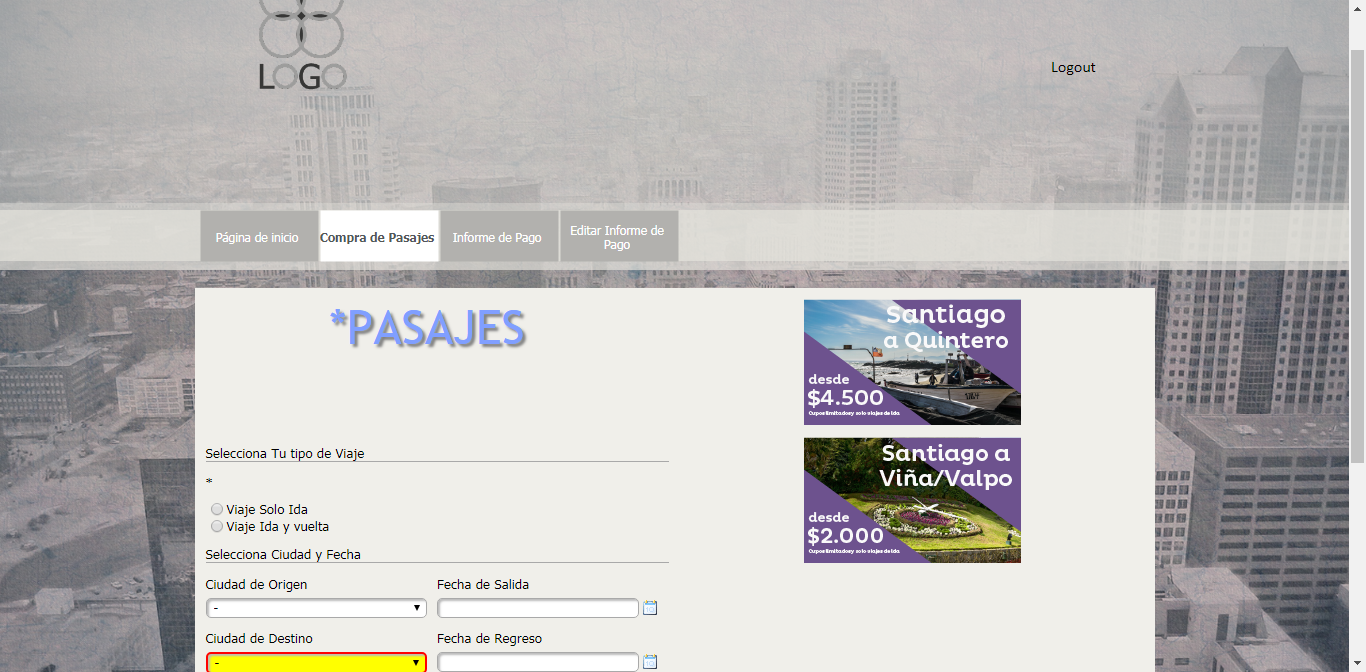 LOGO
Logout
Página de inicio
Compra de Pasajes
Informe de Pago
Editar Informe de
Pago
*PASAJES
Santiago
a Quintero
desde
$4.500
Cupos limitados y solo viajes de ida
Santiago a
Viña/Valpo
desde
$2.000
Cupos limitados y solo viajes de ida
Selecciona Tu tipo de Viaje
*
Viaje Solo Ida
Viaje Ida y vuelta
Selecciona Ciudad y Fecha
Ciudad de Origen
Fecha de Salida
-
Ciudad de Destino
Fecha de Regreso
-